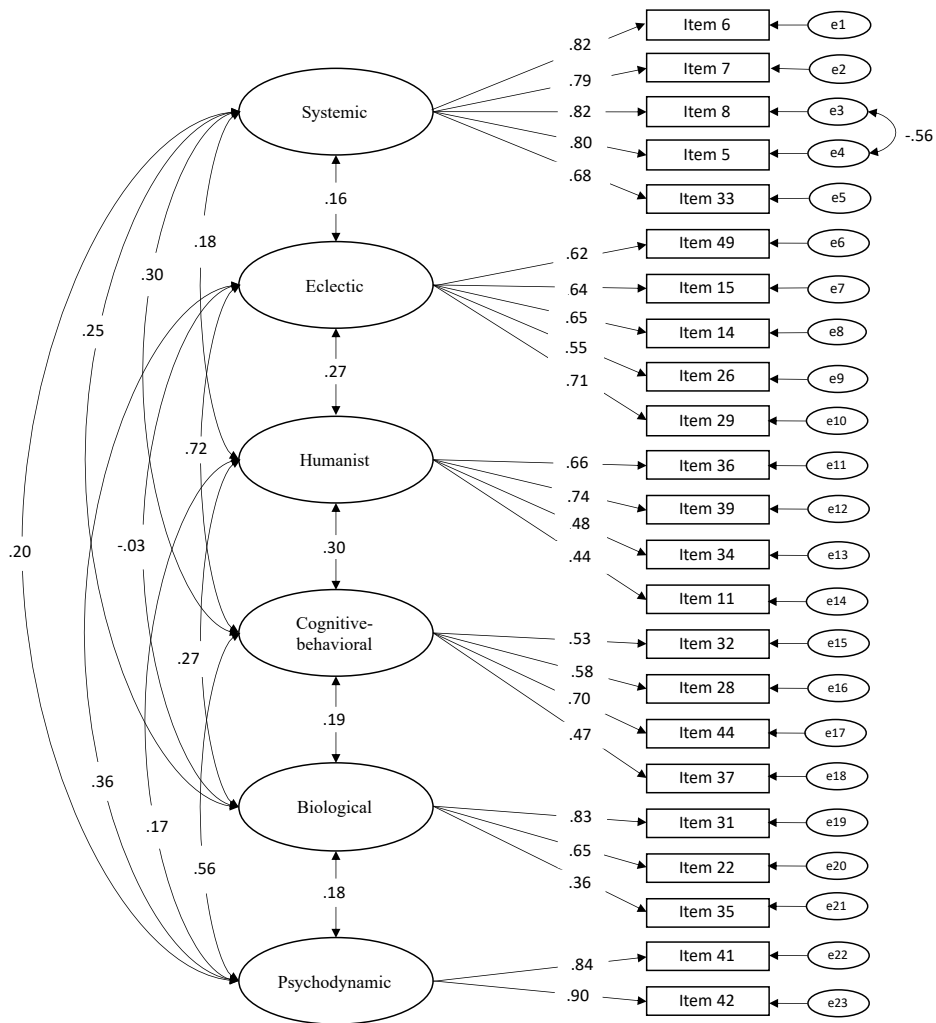 Item 6
e1
.82
Item 7
e2
.79
Systemic
.82
Item 8
e3
-.56
.80
Item 5
e4
.68
Item 33
e5
.16
.18
.30
.25
.62
Item 49
e6
Eclectic
.64
Item 15
e7
.65
Item 14
e8
.55
Item 26
e9
.27
.71
Item 29
e10
.72
Humanist
.66
Item 36
e11
.74
Item 39
e12
.48
Item 34
e13
.44
Item 11
e14
.20
-.03
.30
Cognitive-
behavioral
.53
Item 32
e15
.58
Item 28
e16
.70
Item 44
e17
.47
Item 37
e18
.27
.19
.36
.17
.56
Biological
.83
Item 31
e19
.65
Item 22
e20
.36
Item 35
e21
.18
Psychodynamic
.84
Item 41
e22
.90
Item 42
e23